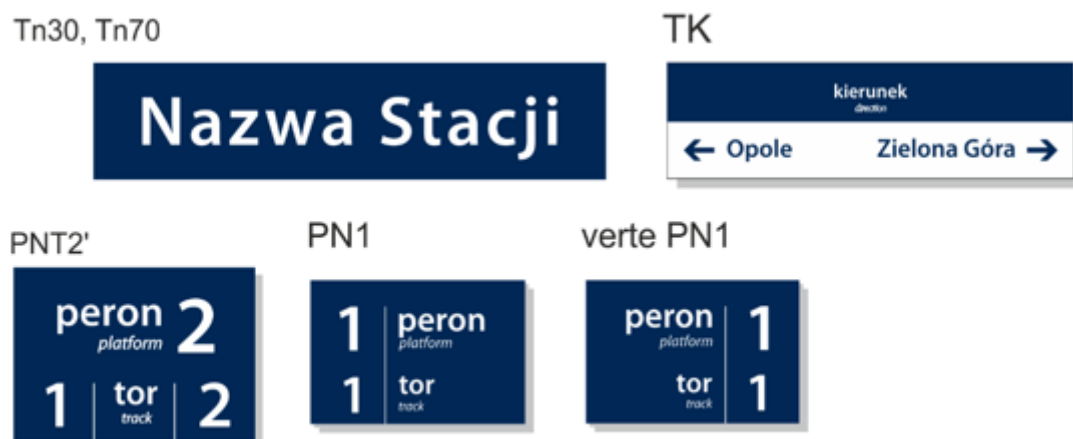 Tn30, Tn70
Nazwa Stacji
TK
kierunek
direction
← Opole Zielona Góra →
PNT2'
peron 2
platform
1 tor 2
track
PN1
1 peron
platform
1 tor
track
verte PN1
peron 1
platform
tor 1
track